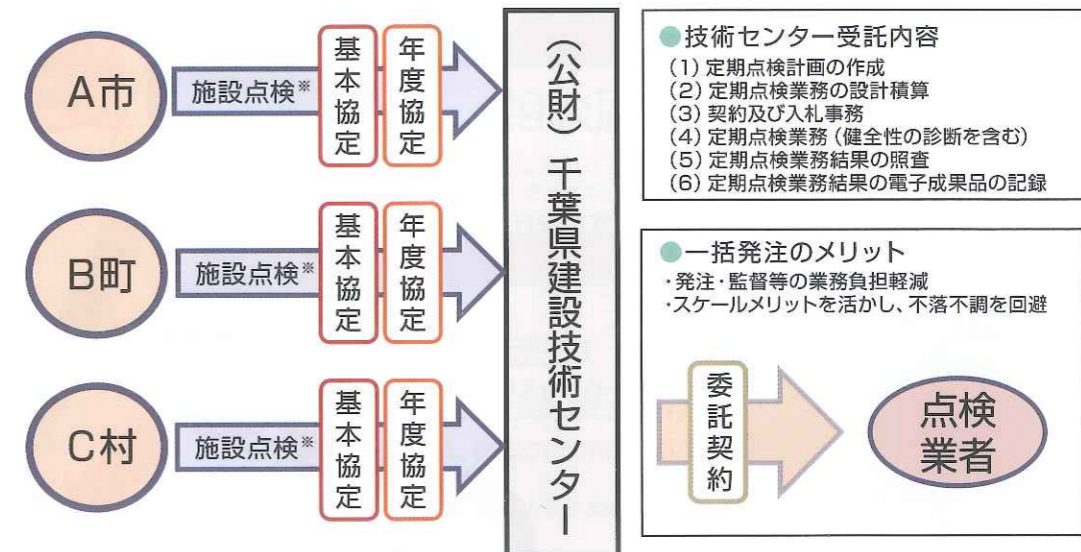 A市
施設点検※
基本協定
年度協定
B町
施設点検※
基本協定
年度協定
C村
施設点検※
基本協定
年度協定
（公財）千葉県建設技術センター
●技術センター受託内容
(1) 定期点検計画の作成
(2) 定期点検業務の設計積算
(3) 契約及び入札事務
(4) 定期点検業務（健全性の診断を含む）
(5) 定期点検業務結果の照査
(6) 定期点検業務結果の電子成果品の記録
●一括発注のメリット
・発注・監督等の業務負担軽減
・スケールメリットを活かし、不落不調を回避
委託契約
点検
業者